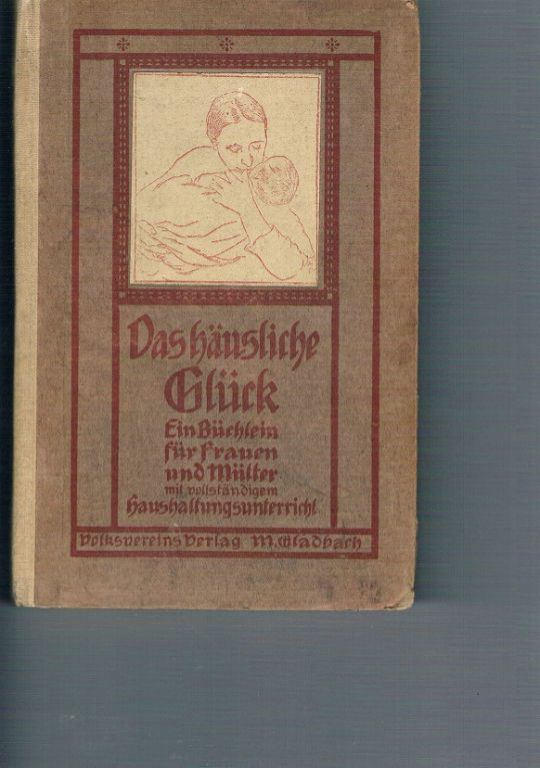 Das häusliche
Glück
Ein Büchlein
für Frauen
und Mütter
mit vollständigem
Haushaltungsunterricht
Volksvereins Verlag M. Gladbach